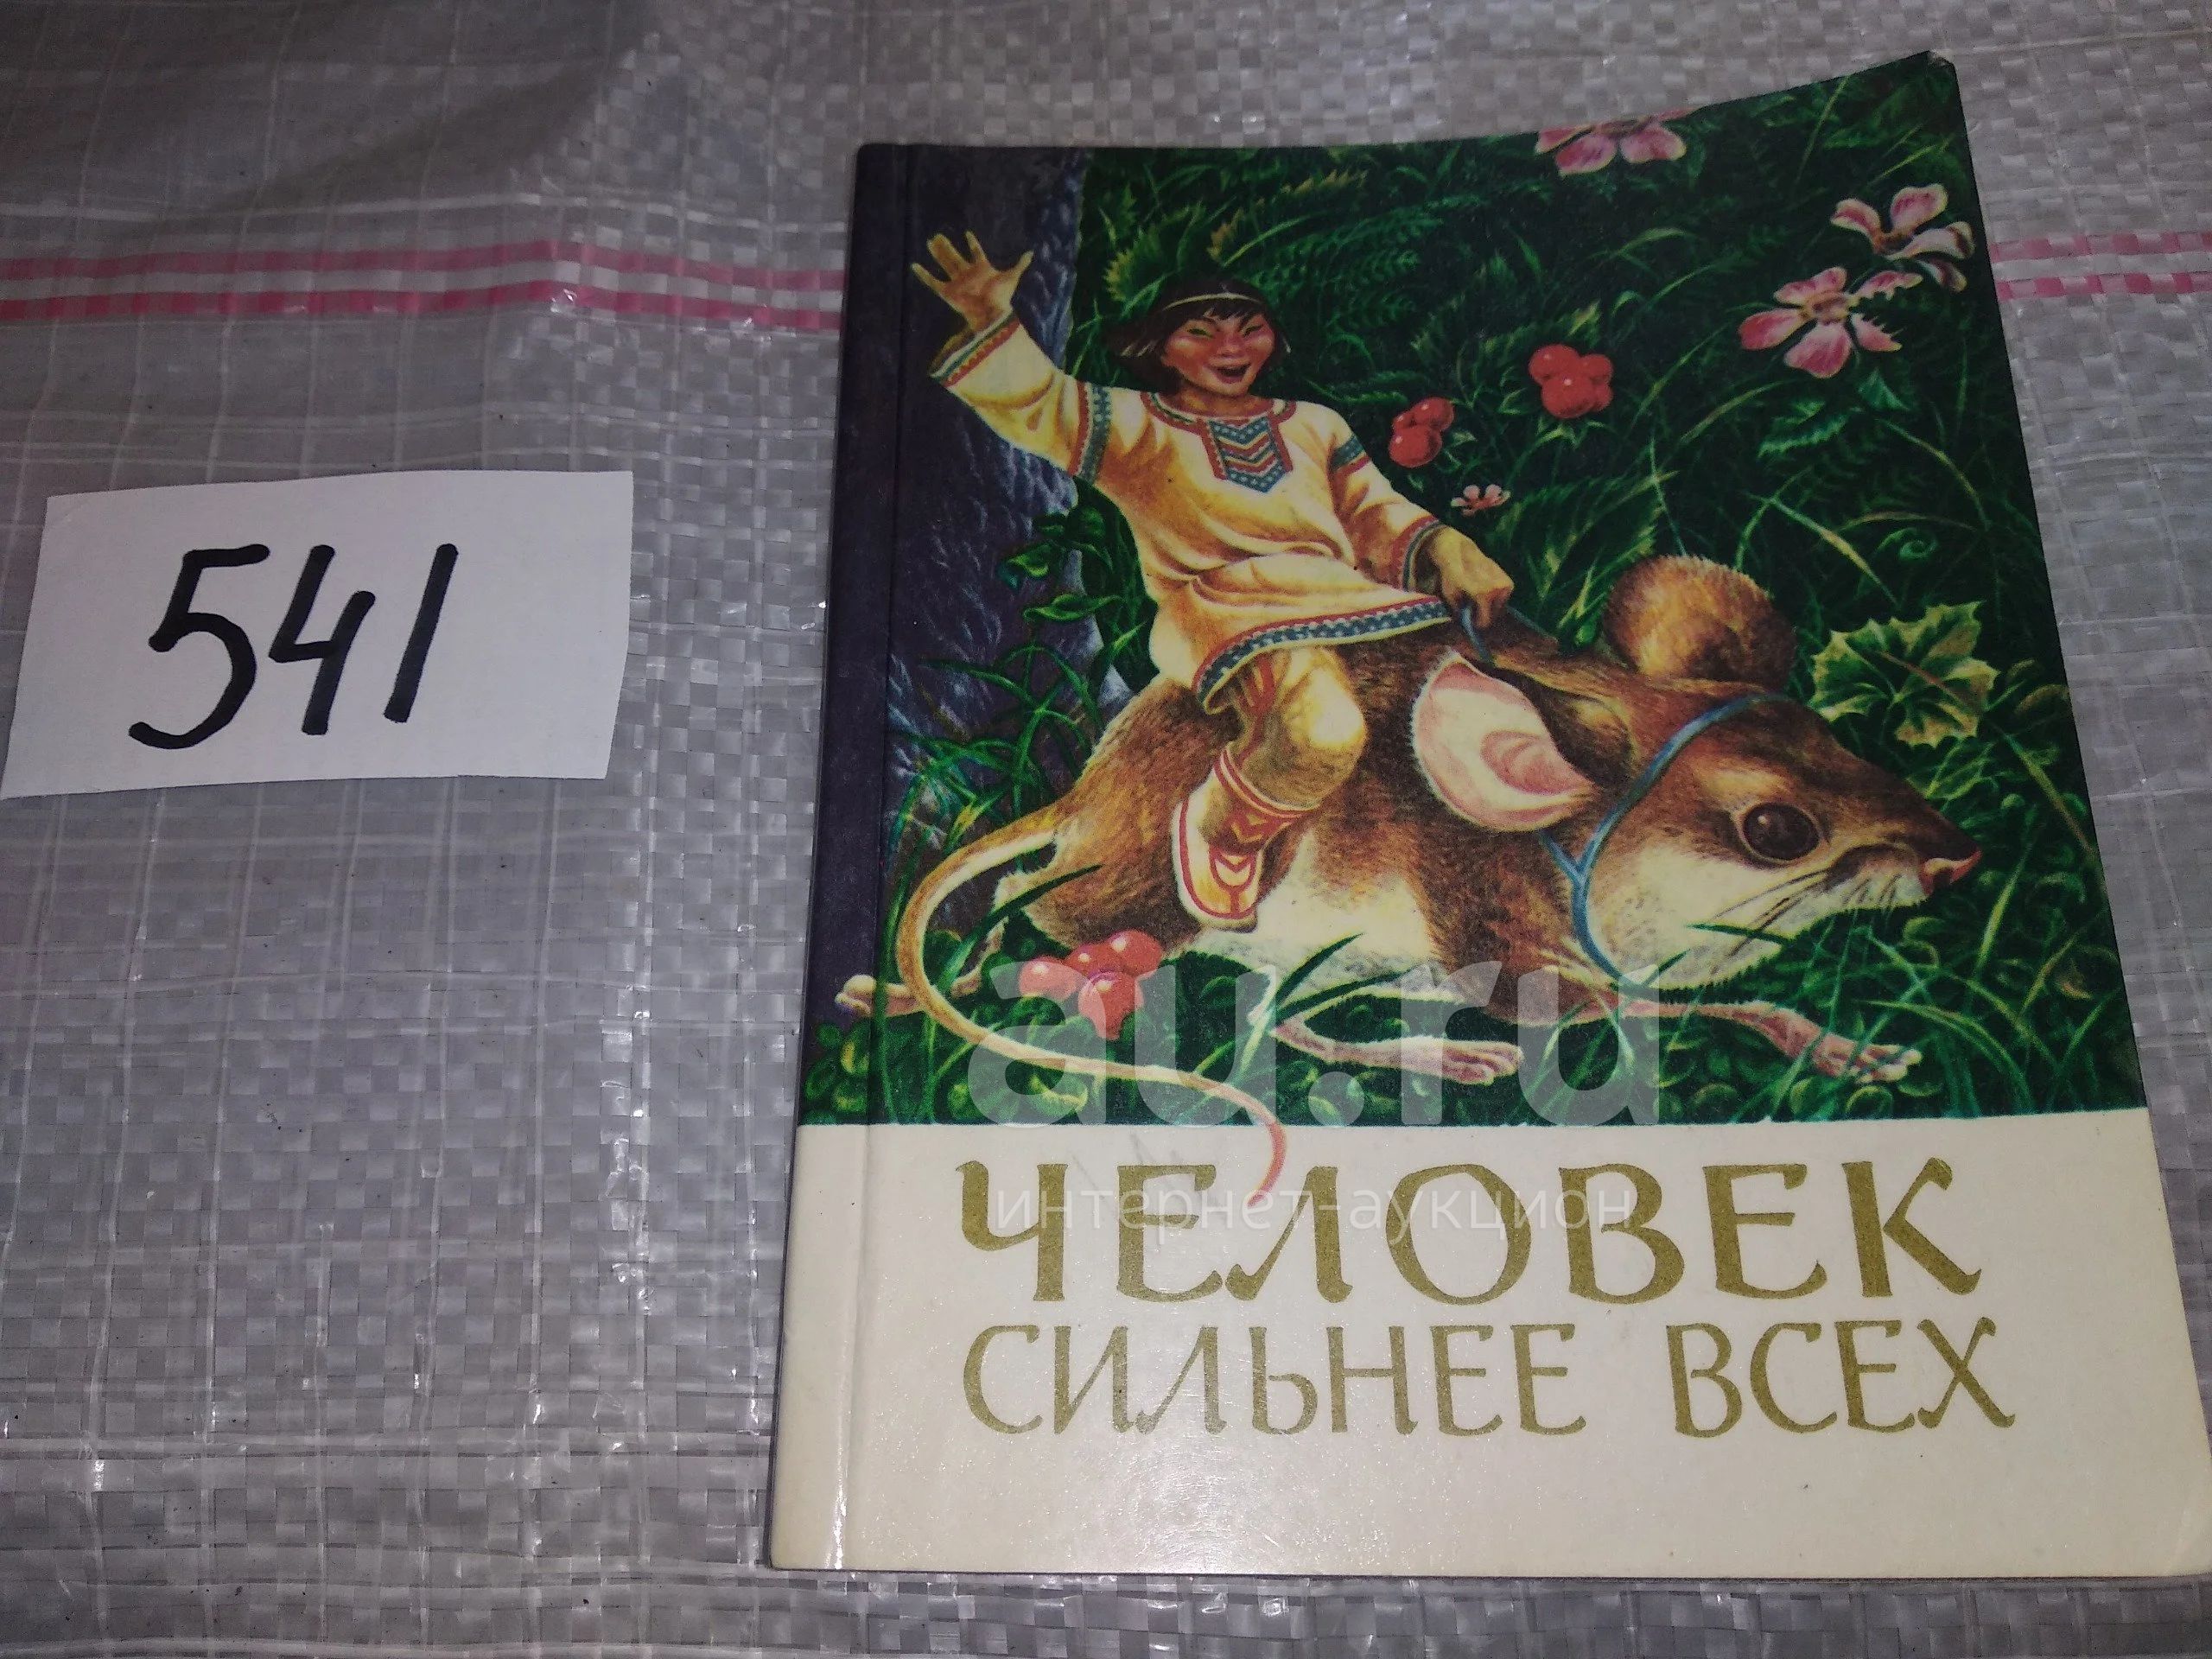 541
au.ru
интернет-аукцион
ЧЕЛОВЕК
СИЛЬНЕЕ ВСЕХ